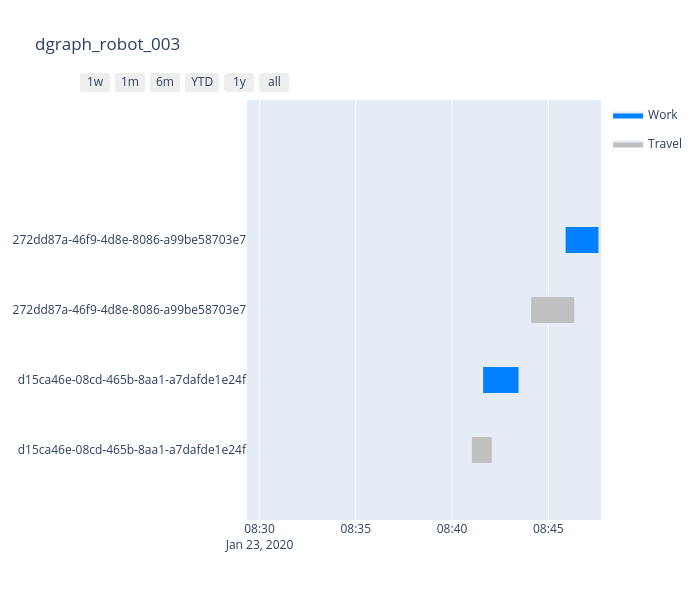 dgraph_robot_003
1w 1m 6m YTD 1y all
Work
Travel
272dd87a-46f9-4d8e-8086-a99be58703e7
272dd87a-46f9-4d8e-8086-a99be58703e7
d15ca46e-08cd-465b-8aa1-a7dafde1e24f
d15ca46e-08cd-465b-8aa1-a7dafde1e24f
08:30 08:35 08:40 08:45
Jan 23, 2020